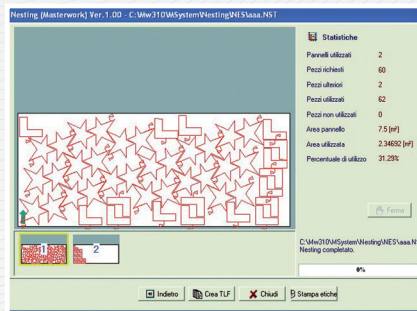 Nesting (Masterwork) Ver.1.00 - C:\Mw310\MSystem\Nesting\NES\aaa.NST
Statistiche
Pannelli utilizzati 2
Pezzi richiesti 60
Pezzi ulteriori 2
Pezzi utilizzati 62
Pezzi non utilizzati 0
Area pannello 7.5 [m²]
Area utilizzata 2.34692 [m²]
Percentuale di utilizzo 31.29%
Ferma
C:\Mw310\MSystem\Nesting\NES\aaa.N
Nesting completato.
1 2
0%
Indietro Crea TLF Chiudi Stampa etiche